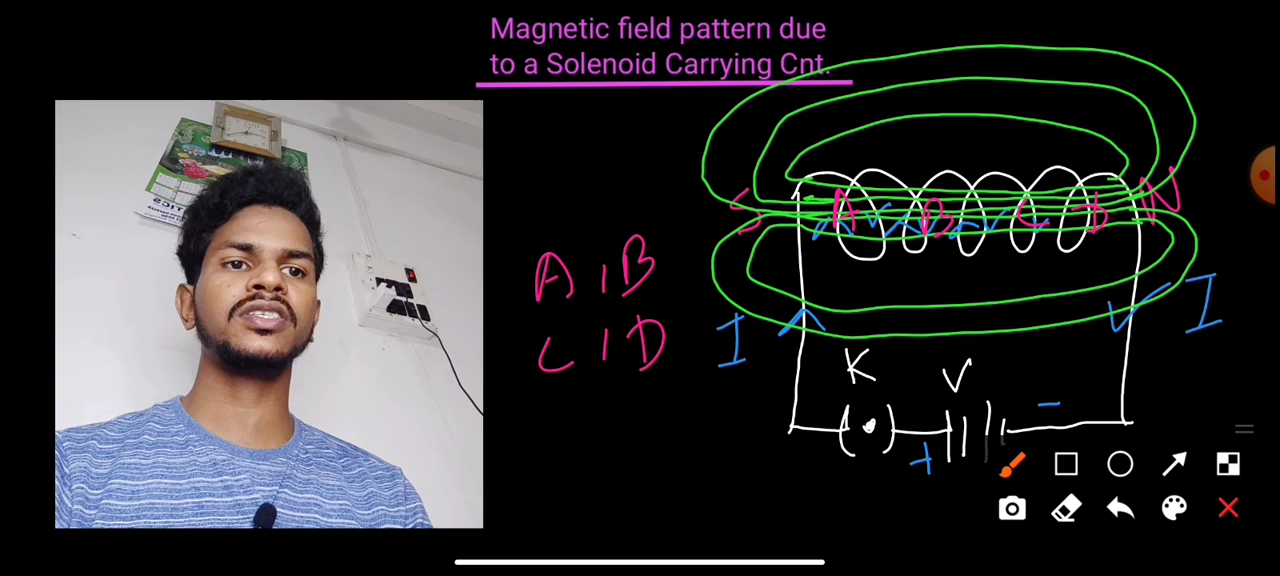 Magnetic field pattern due
to a Solenoid Carrying Cnt.
S A B C D N
S
A, B
C, D
I I
K V
+ -